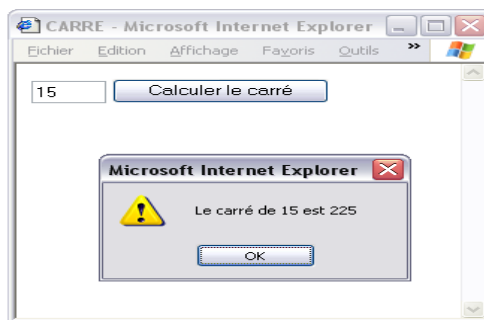 CARRE - Microsoft Internet Explorer
Fichier Edition Affichage Favoris Outils »
15 Calculer le carré
Microsoft Internet Explorer
Le carré de 15 est 225
OK